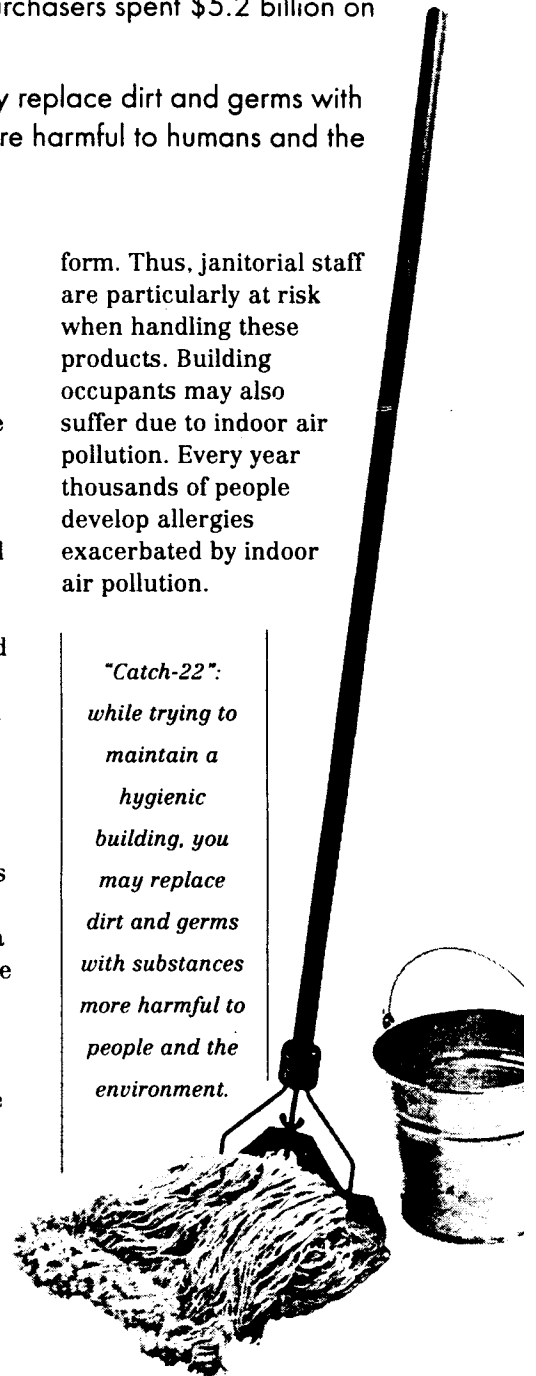 rchasers spent $5.2 billion on
y replace dirt and germs with
re harmful to humans and the
form. Thus, janitorial staff
are particularly at risk
when handling these
products. Building
occupants may also
suffer due to indoor air
pollution. Every year
thousands of people
develop allergies
exacerbated by indoor
air pollution.
"Catch-22":
while trying to
maintain a
hygienic
building, you
may replace
dirt and germs
with substances
more harmful to
people and the
environment.